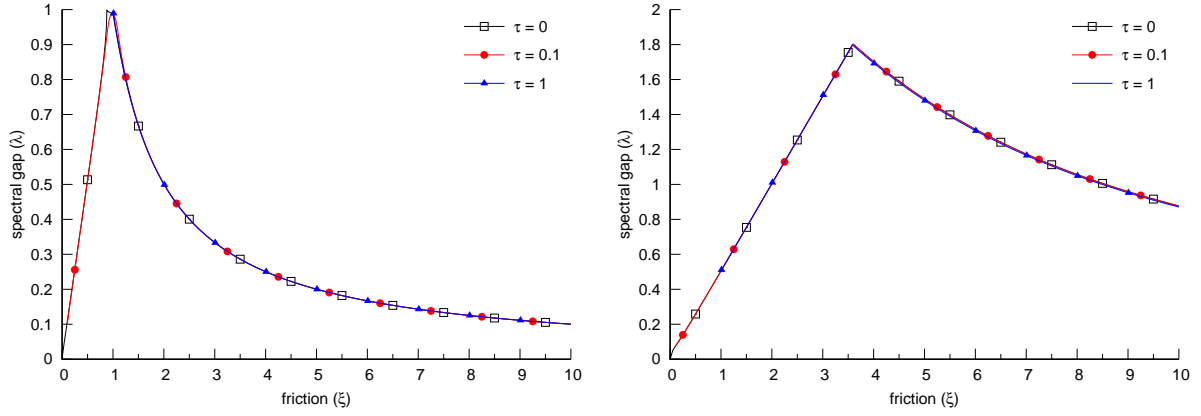 1
0.9
0.8
0.7
0.6
0.5
0.4
0.3
0.2
0.1
0
spectral gap (λ)
0 1 2 3 4 5 6 7 8 9 10
friction (ξ)
τ = 0
τ = 0.1
τ = 1
2
1.8
1.6
1.4
1.2
1
0.8
0.6
0.4
0.2
0
spectral gap (λ)
0 1 2 3 4 5 6 7 8 9 10
friction (ξ)
τ = 0
τ = 0.1
τ = 1